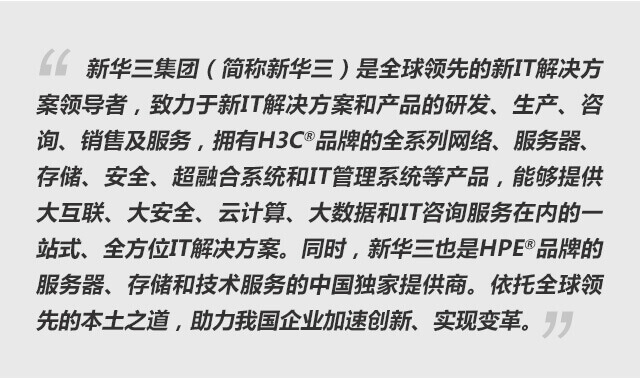 “新华三集团（简称新华三）是全球领先的新IT解决方
案领导者，致力于新IT解决方案和产品的研发、生产、咨
询、销售及服务，拥有H3C®品牌的全系列网络、服务器、
存储、安全、超融合系统和IT管理系统等产品，能够提供
大互联、大安全、云计算、大数据和IT咨询服务在内的一
站式、全方位IT解决方案。同时，新华三也是HPE®品牌的
服务器、存储和技术服务的中国独家提供商。依托全球领
先的本土之道，助力我国企业加速创新、实现变革。”